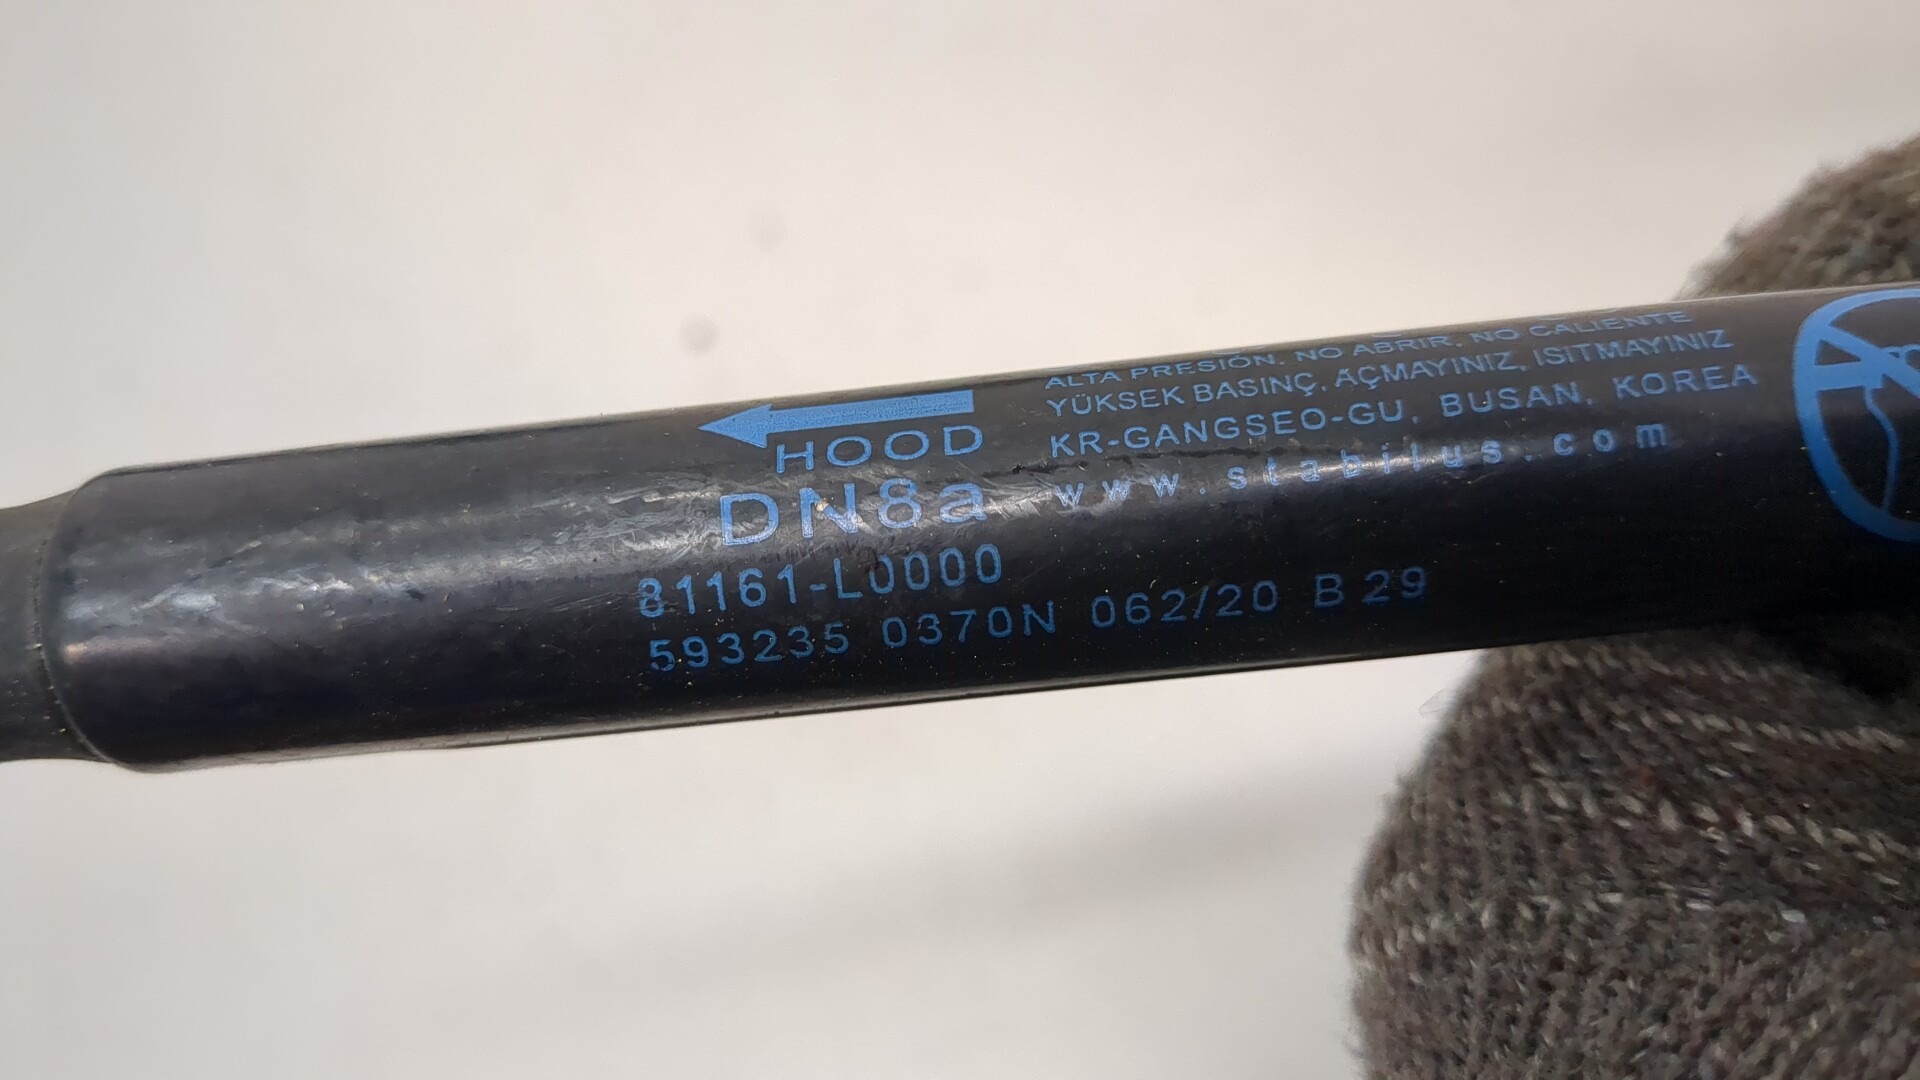 ALTA PRESIÓN, NO ABRIR, NO CALIENTE
YÜKSEK BASINÇ, AÇMAYINIZ, ISITMAYINIZ
KR-GANGSEO-GU, BUSAN, KOREA
www.stabilus.com
HOOD
DN8a
81161-L0000
593235 0370N 062/20 B 29